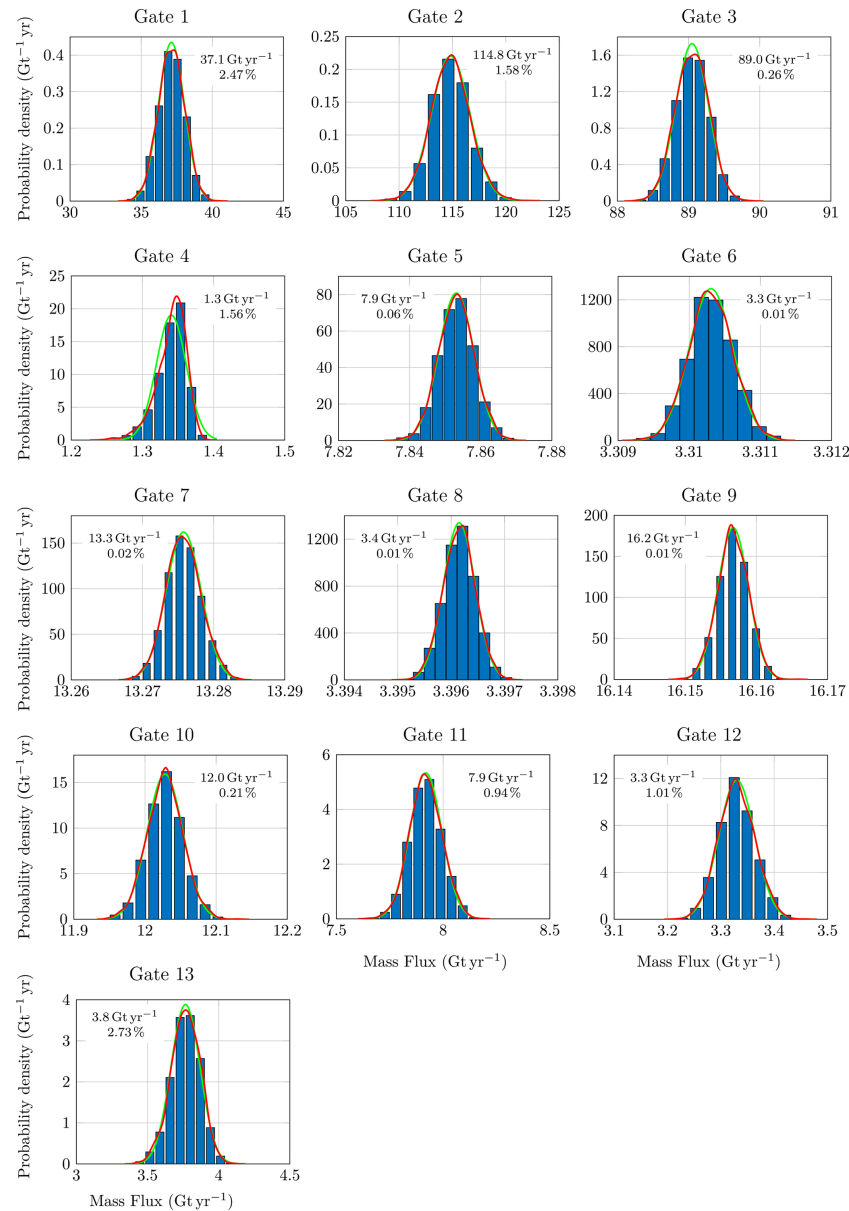 Gate 1
Gate 2
Gate 3
Probability density (Gt⁻¹ yr)
0.4
0.3
0.2
0.1
0
37.1 Gt yr⁻¹
2.47 %
30 35 40 45
0.25
0.2
0.15
0.1
0.05
0
114.8 Gt yr⁻¹
1.58 %
105 110 115 120 125
1.6
1.2
0.8
0.4
0
89.0 Gt yr⁻¹
0.26 %
88 89 90 91
Gate 4
Gate 5
Gate 6
Probability density (Gt⁻¹ yr)
25
20
15
10
5
0
1.3 Gt yr⁻¹
1.56 %
1.2 1.3 1.4 1.5
80
60
40
20
0
7.9 Gt yr⁻¹
0.06 %
7.82 7.84 7.86 7.88
1200
800
400
0
3.3 Gt yr⁻¹
0.01 %
3.309 3.31 3.311 3.312
Gate 7
Gate 8
Gate 9
Probability density (Gt⁻¹ yr)
150
100
50
0
13.3 Gt yr⁻¹
0.02 %
13.26 13.27 13.28 13.29
1200
800
400
0
3.4 Gt yr⁻¹
0.01 %
3.394 3.395 3.396 3.397 3.398
200
150
100
50
0
16.2 Gt yr⁻¹
0.01 %
16.14 16.15 16.16 16.17
Gate 10
Gate 11
Gate 12
Probability density (Gt⁻¹ yr)
15
10
5
0
12.0 Gt yr⁻¹
0.21 %
11.9 12 12.1 12.2
6
4
2
0
7.9 Gt yr⁻¹
0.94 %
7.5 8 8.5
Mass Flux (Gt yr⁻¹)
12
8
4
0
3.3 Gt yr⁻¹
1.01 %
3.1 3.2 3.3 3.4 3.5
Mass Flux (Gt yr⁻¹)
Gate 13
Probability density (Gt⁻¹ yr)
4
3
2
1
0
3.8 Gt yr⁻¹
2.73 %
3 3.5 4 4.5
Mass Flux (Gt yr⁻¹)